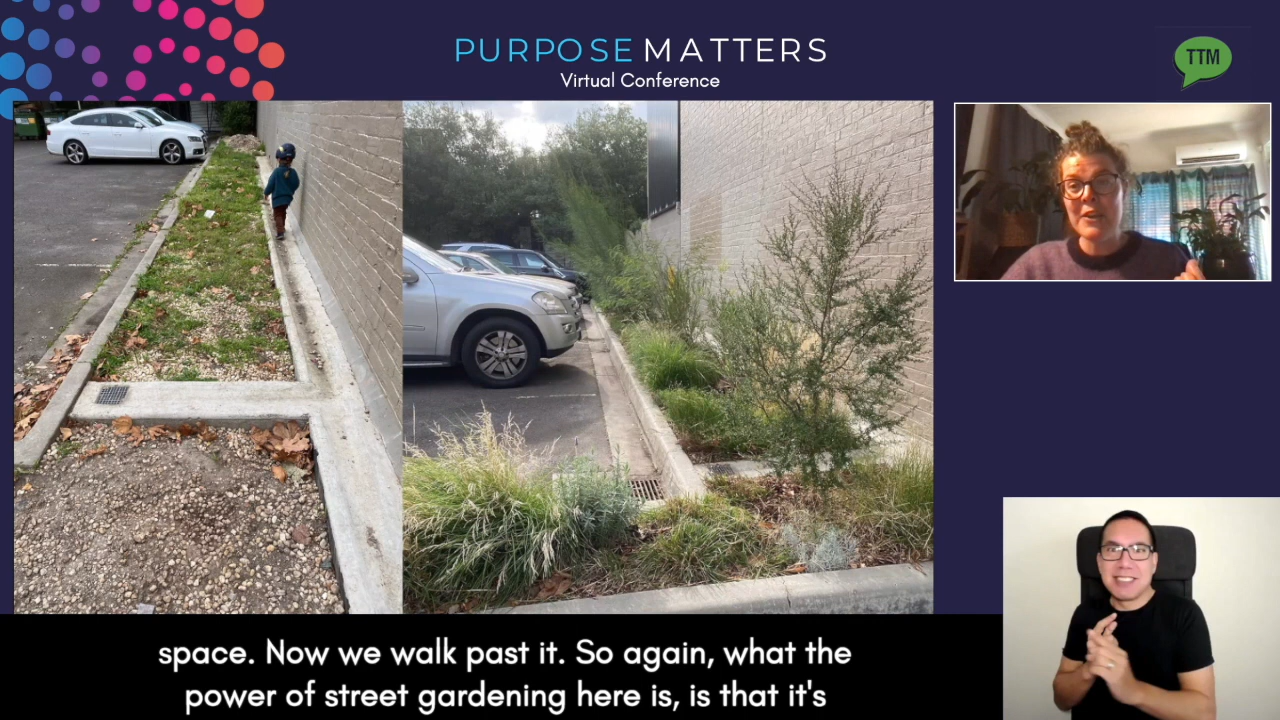 PURPOSE MATTERS
Virtual Conference
TTM
space. Now we walk past it. So again, what the
power of street gardening here is, is that it's